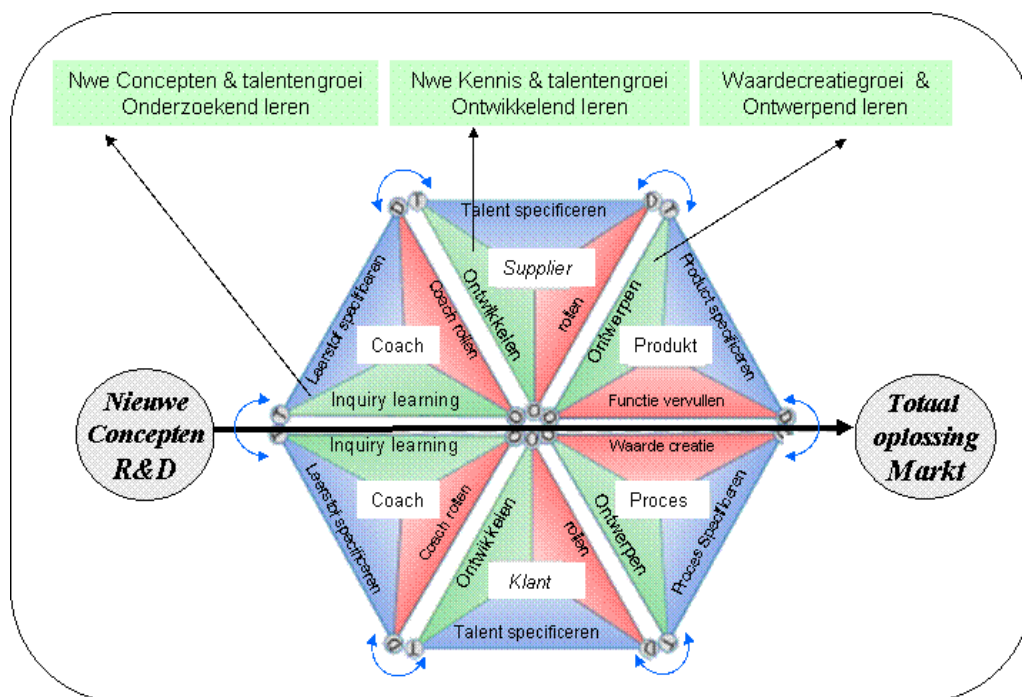 Nwe Concepten & talentengroei
Onderzoekend leren
Nwe Kennis & talentengroei
Ontwikkelend leren
Waardecreatiegroei &
Ontwerpend leren
D
T
D
Talent specificeren
Supplier
Ontwikkelen
rollen
Leerstof specificeren
Coach rollen
Coach
Inquiry learning
Ontwerpen
Product specificeren
Produkt
Functie vervullen
Nieuwe
Concepten
R&D
Totaal
oplossing
Markt
Inquiry learning
Leerstof specificeren
Coach
Coach rollen
Ontwikkelen
rollen
Klant
Talent specificeren
Waarde creatie
Proces
Ontwerpen
Proces Specificeren
T
D